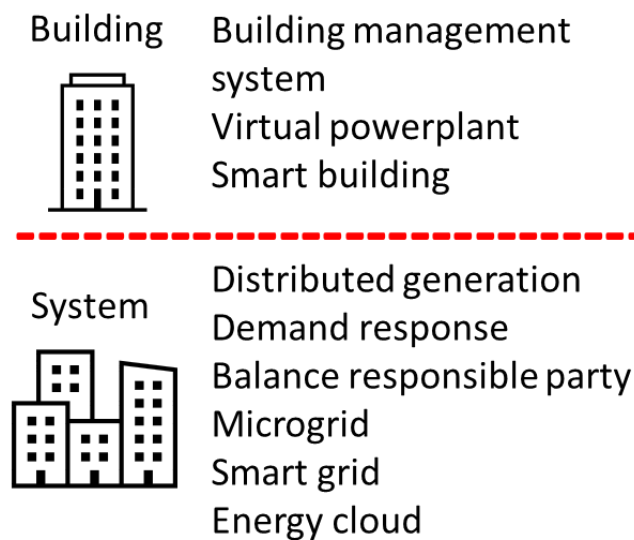 Building
Building management
system
Virtual powerplant
Smart building
System
Distributed generation
Demand response
Balance responsible party
Microgrid
Smart grid
Energy cloud